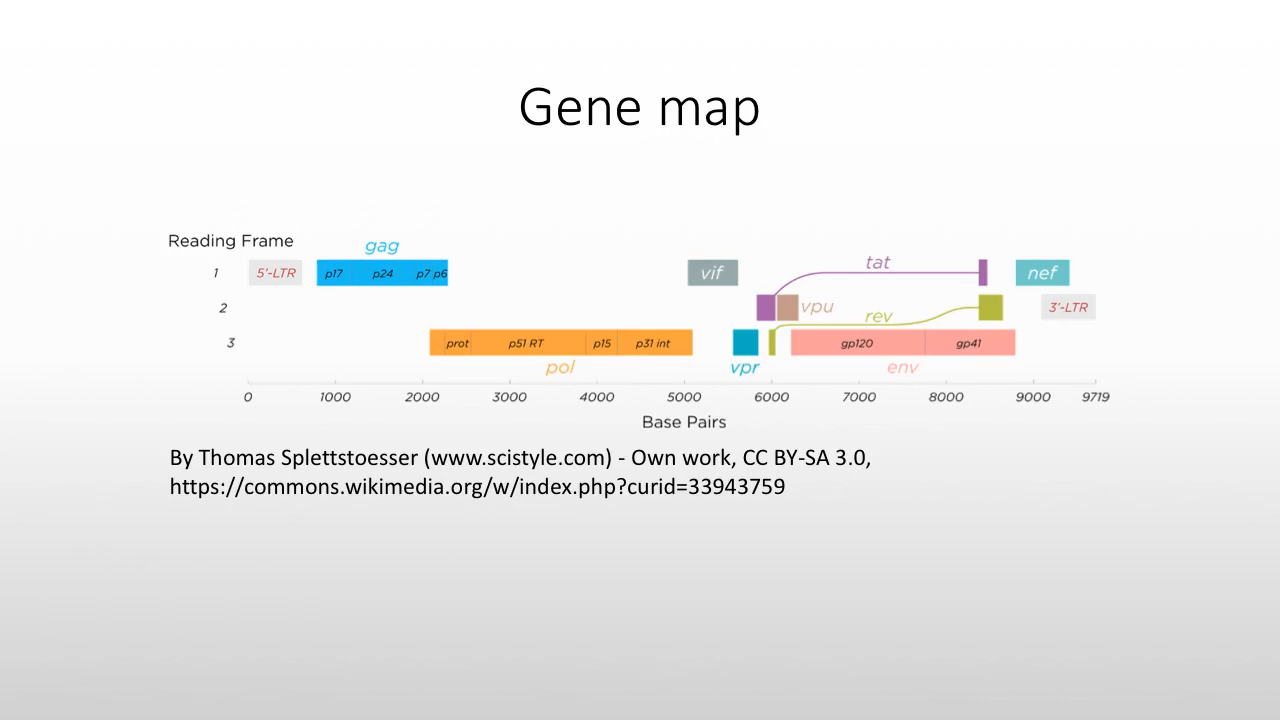 Gene map
Reading Frame
gag
1 5'-LTR p17 p24 p7 p6 vif tat nef
2 vpu rev 3'-LTR
3 prot p51 RT p15 p31 int gp120 gp41
pol vpr env
0 1000 2000 3000 4000 5000 6000 7000 8000 9000 9719
Base Pairs
By Thomas Splettstoesser (www.scistyle.com) - Own work, CC BY-SA 3.0,
https://commons.wikimedia.org/w/index.php?curid=33943759